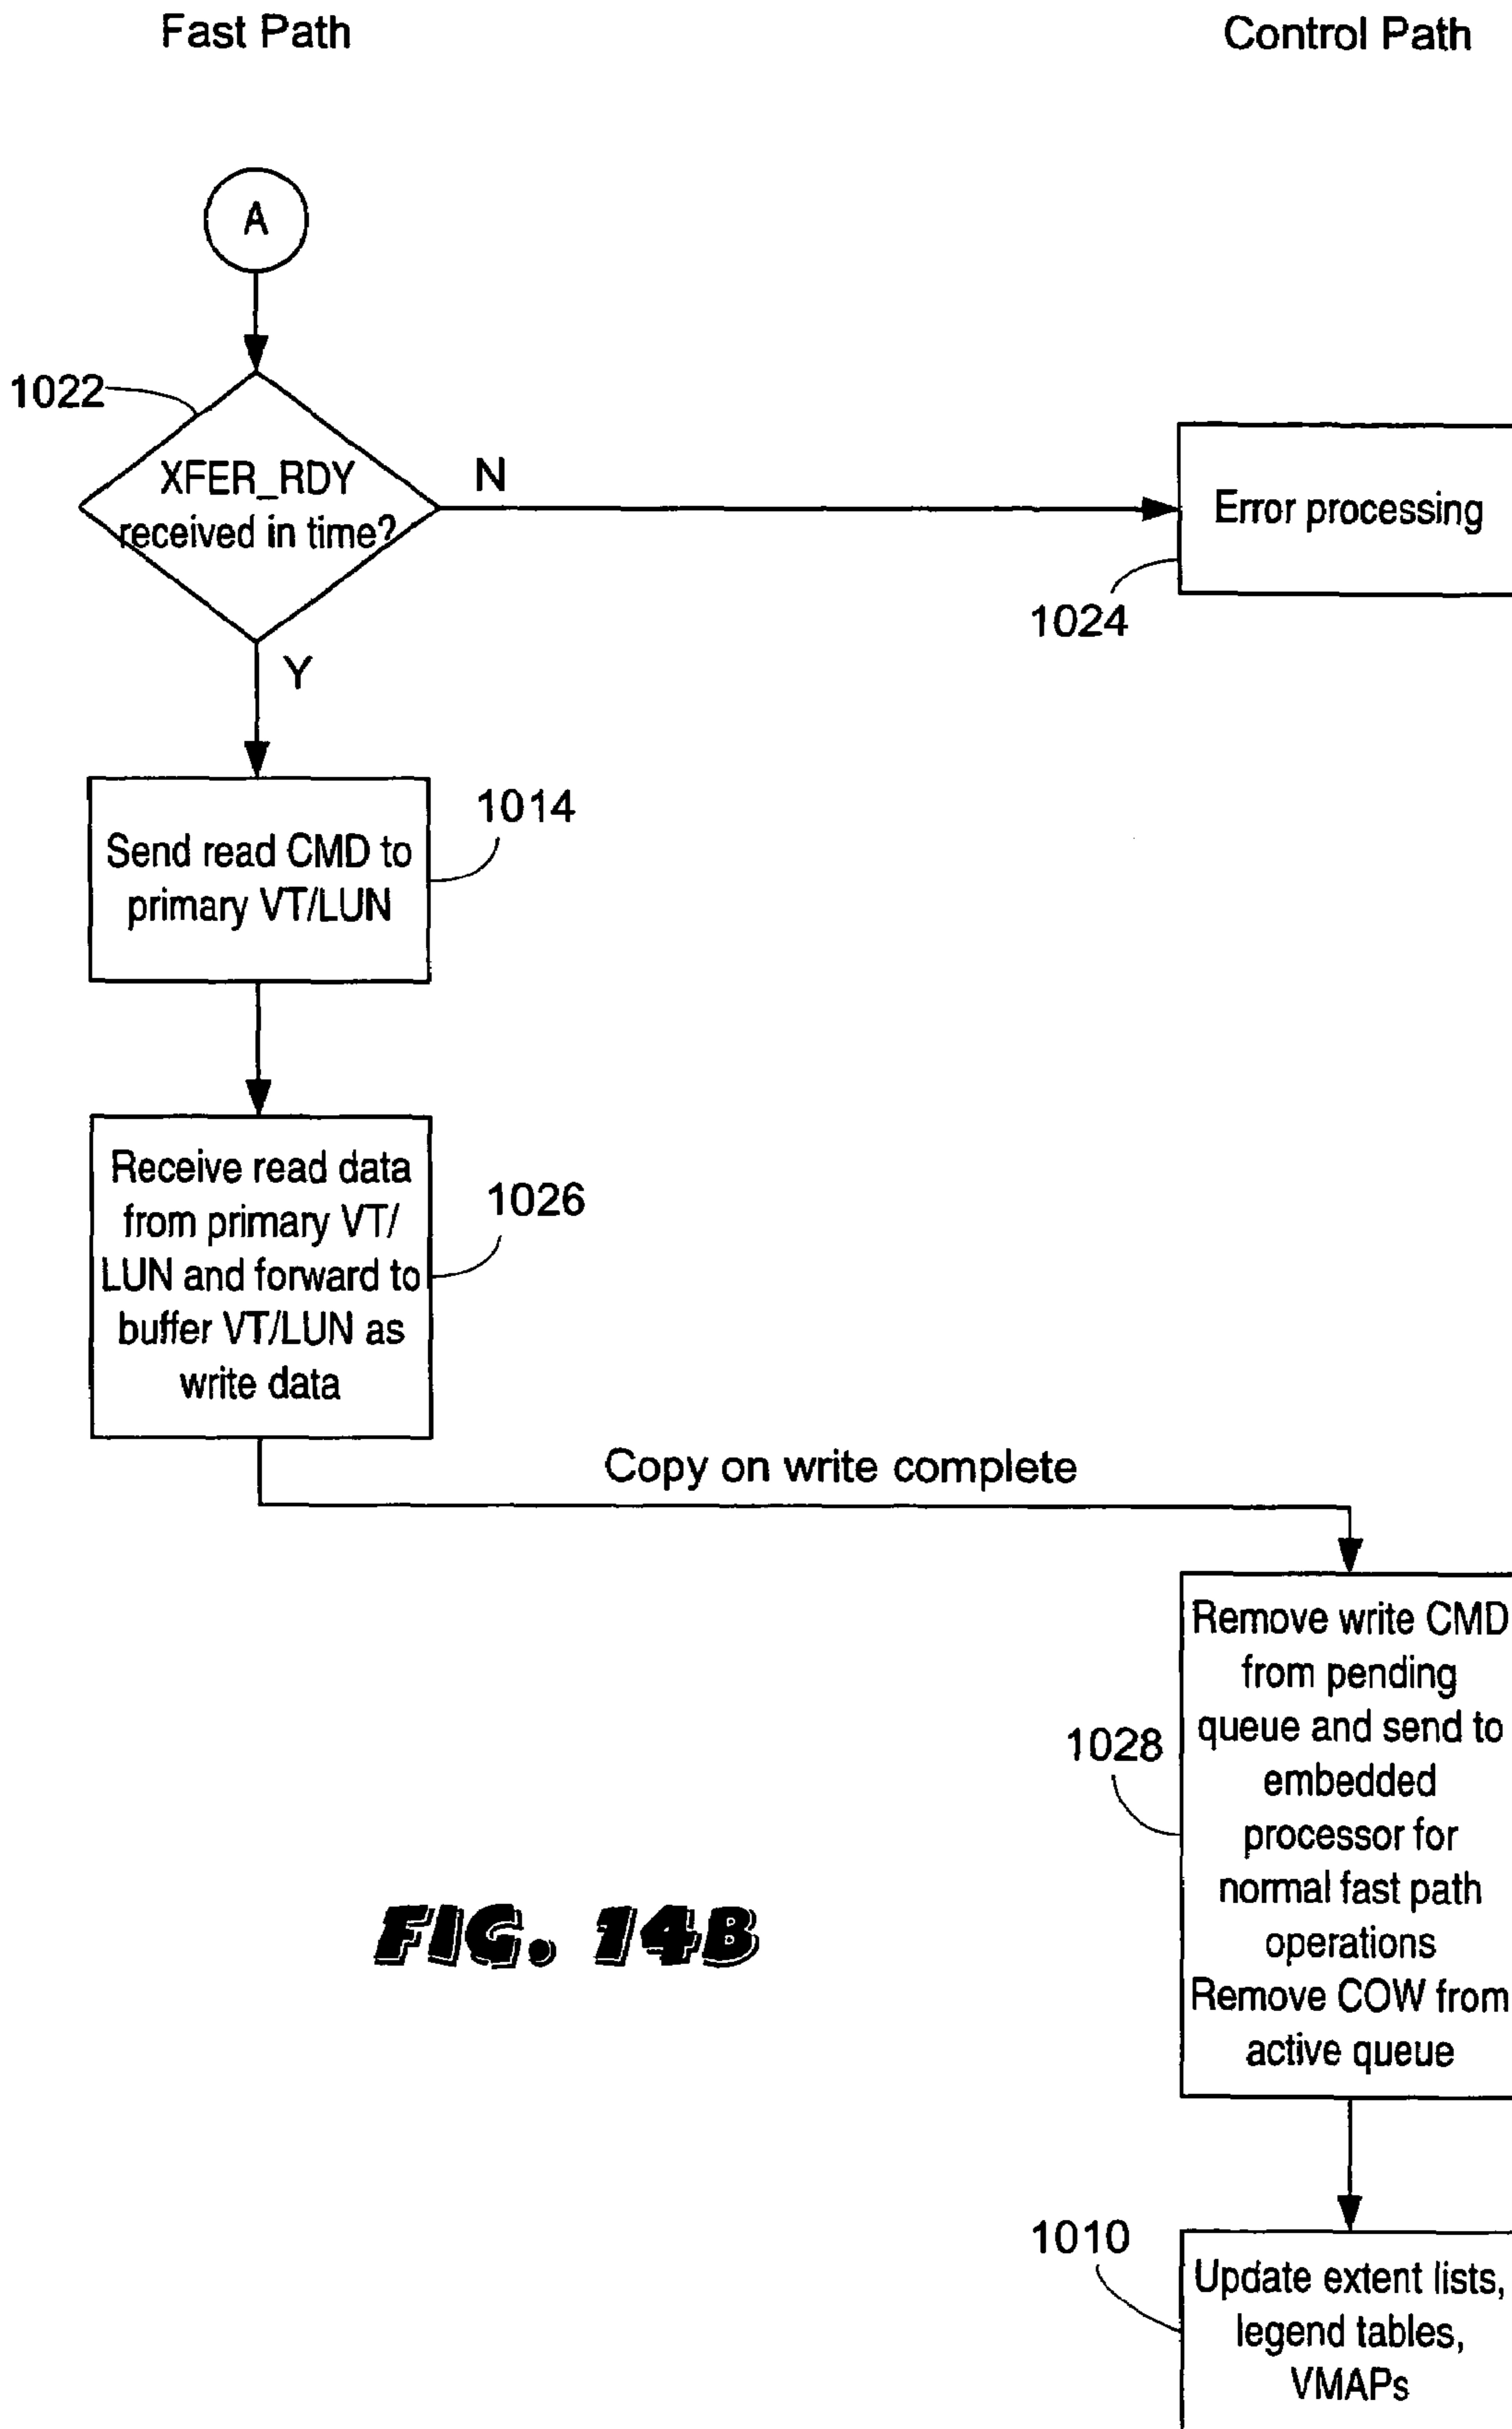 Fast Path
Control Path
A
1022
XFER_RDY
received in time?
N
Error processing
1024
Y
1014
Send read CMD to
primary VT/LUN
1026
Receive read data
from primary VT/
LUN and forward to
buffer VT/LUN as
write data
Copy on write complete
Remove write CMD
from pending
queue and send to
embedded
processor for
normal fast path
operations
Remove COW from
active queue
1028
FIG. 14B
1010
Update extent lists,
legend tables,
VMAPs